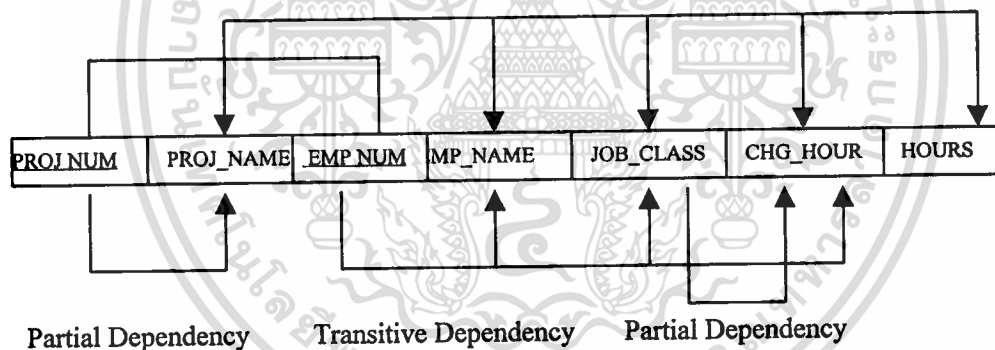 PROJ NUM PROJ_NAME EMP NUM MP_NAME JOB_CLASS CHG_HOUR HOURS
Partial Dependency Transitive Dependency Partial Dependency